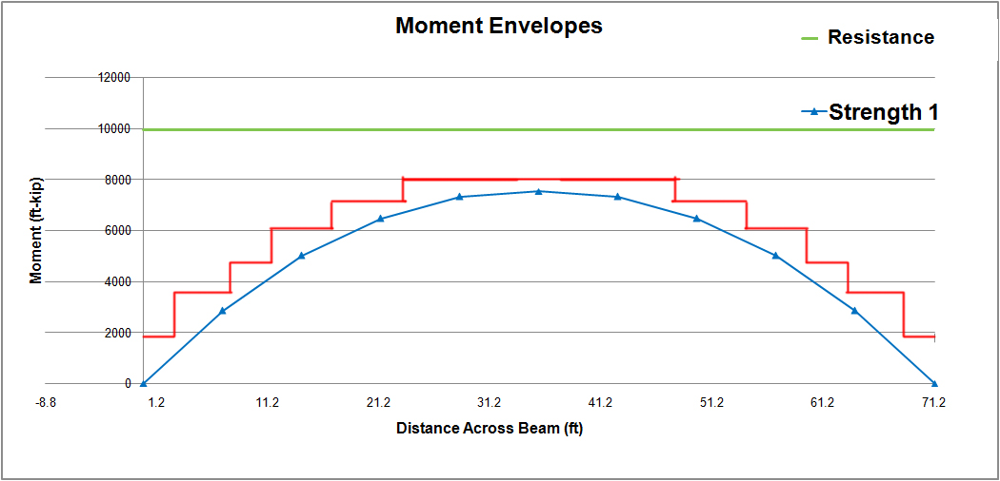 Moment Envelopes
Resistance
Strength 1
Moment (ft-kip)
12000
10000
8000
6000
4000
2000
0
-8.8 1.2 11.2 21.2 31.2 41.2 51.2 61.2 71.2
Distance Across Beam (ft)